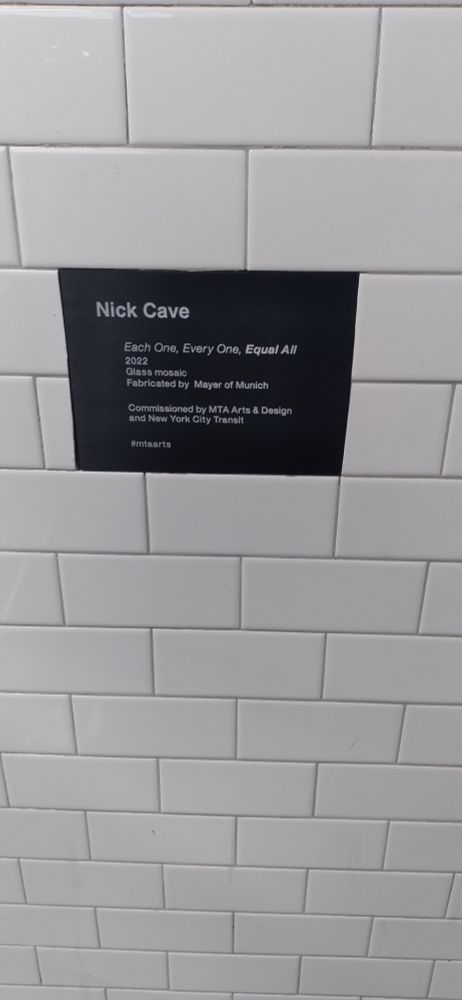 Nick Cave
Each One, Every One, Equal All
2022
Glass mosaic
Fabricated by Mayer of Munich
Commissioned by MTA Arts & Design
and New York City Transit
#mtaarts